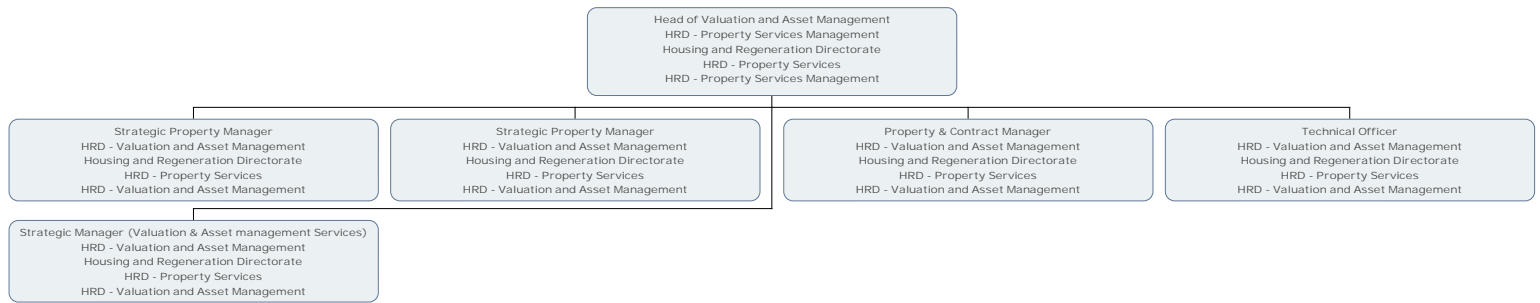 Head of Valuation and Asset Management
HRD - Property Services Management
Housing and Regeneration Directorate
HRD - Property Services
HRD - Property Services Management
Strategic Property Manager
HRD - Valuation and Asset Management
Housing and Regeneration Directorate
HRD - Property Services
HRD - Valuation and Asset Management
Strategic Property Manager
HRD - Valuation and Asset Management
Housing and Regeneration Directorate
HRD - Property Services
HRD - Valuation and Asset Management
Property & Contract Manager
HRD - Valuation and Asset Management
Housing and Regeneration Directorate
HRD - Property Services
HRD - Valuation and Asset Management
Technical Officer
HRD - Valuation and Asset Management
Housing and Regeneration Directorate
HRD - Property Services
HRD - Valuation and Asset Management
Strategic Manager (Valuation & Asset management Services)
HRD - Valuation and Asset Management
Housing and Regeneration Directorate
HRD - Property Services
HRD - Valuation and Asset Management